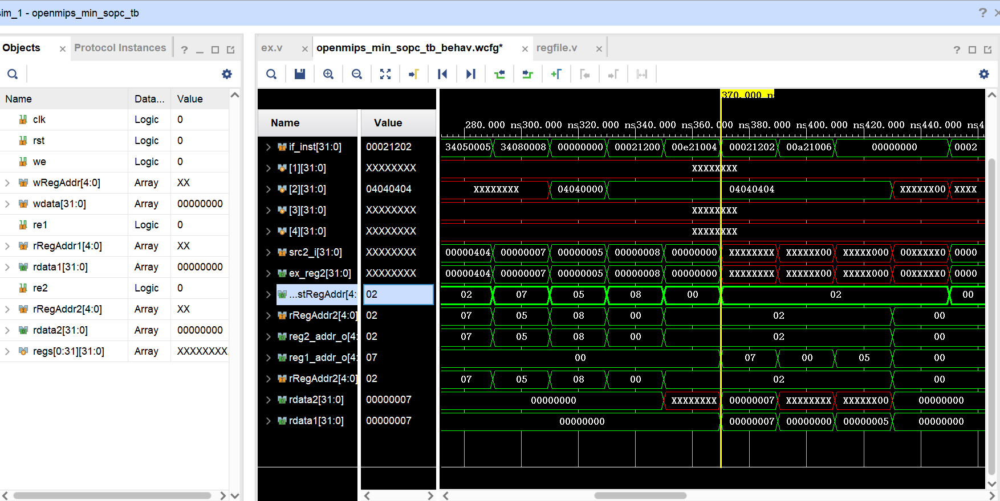 sim_1 - openmips_min_sopc_tb
Objects
Protocol Instances
Name Data... Value
clk Logic 0
rst Logic 0
we Logic 0
wRegAddr[4:0] Array XX
wdata[31:0] Array 00000000
re1 Logic 0
rRegAddr1[4:0] Array XX
rdata1[31:0] Array 00000000
re2 Logic 0
rRegAddr2[4:0] Array XX
rdata2[31:0] Array 00000000
regs[0:31][31:0] Array XXXXXXXX
ex.v
openmips_min_sopc_tb_behav.wcfg*
regfile.v
370.000 n
Name Value
280.000 ns 300.000 ns 320.000 ns 340.000 ns 360.000 ns 380.000 ns 400.000 ns 420.000 ns 440.000 ns 4
if_inst[31:0] 00021202 34050005 34080008 00000000 00021200 00e21004 00021202 00a21006 00000000 0002
[1][31:0] XXXXXXXX XXXXXXXX
[2][31:0] 04040404 XXXXXXXX 04040000 04040404 XXXXXX00 XXXX
[3][31:0] XXXXXXXX XXXXXXXX
[4][31:0] XXXXXXXX XXXXXXXX
src2_i[31:0] XXXXXXXX 00000404 00000007 00000005 00000008 00000000 XXXXXXXX XXXXXX00 XXXXX000 00XXXXX0 0000
ex_reg2[31:0] XXXXXXXX 00000404 00000007 00000005 00000008 00000000 XXXXXXXX XXXXXX00 XXXXX000 00XXXXX0 0000
...stRegAddr[4: 02 02 07 05 08 00 02 00
rRegAddr2[4:0] 02 07 05 08 00 02 00
reg2_addr_o[4: 02 07 05 08 00 02 00
reg1_addr_o[4: 07 00 07 00 05 00
rRegAddr2[4:0] 02 07 05 08 00 02 00
rdata2[31:0] 00000007 00000000 XXXXXXXX 00000007 XXXXXXXX XXXXXX00 00000000
rdata1[31:0] 00000007 00000000 00000007 00000000 00000005 00000000